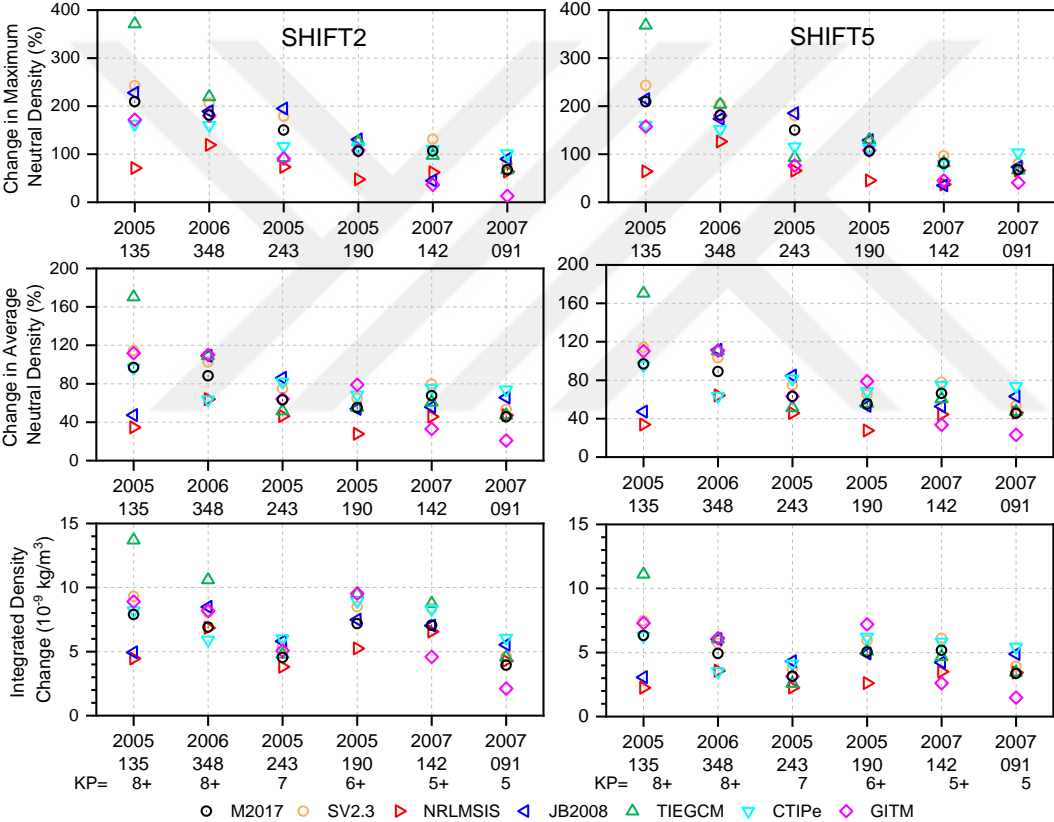 SHIFT2
Change in Maximum
Neutral Density (%)
400
300
200
100
0
2005 2006 2005 2005 2007 2007
135 348 243 190 142 091
SHIFT5
400
300
200
100
0
2005 2006 2005 2005 2007 2007
135 348 243 190 142 091
Change in Average
Neutral Density (%)
200
160
120
80
40
0
2005 2006 2005 2005 2007 2007
135 348 243 190 142 091
200
160
120
80
40
0
2005 2006 2005 2005 2007 2007
135 348 243 190 142 091
Integrated Density
Change (10⁻⁹ kg/m³)
15
10
5
0
2005 2006 2005 2005 2007 2007
135 348 243 190 142 091
KP= 8+ 8+ 7 6+ 5+ 5
15
10
5
0
2005 2006 2005 2005 2007 2007
135 348 243 190 142 091
KP= 8+ 8+ 7 6+ 5+ 5
M2017 SV2.3 NRLMSIS JB2008 TIEGCM CTIPe GITM